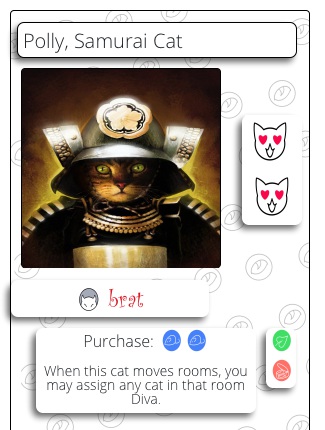 Polly, Samurai Cat
brat
Purchase:
When this cat moves rooms, you
may assign any cat in that room
Diva.